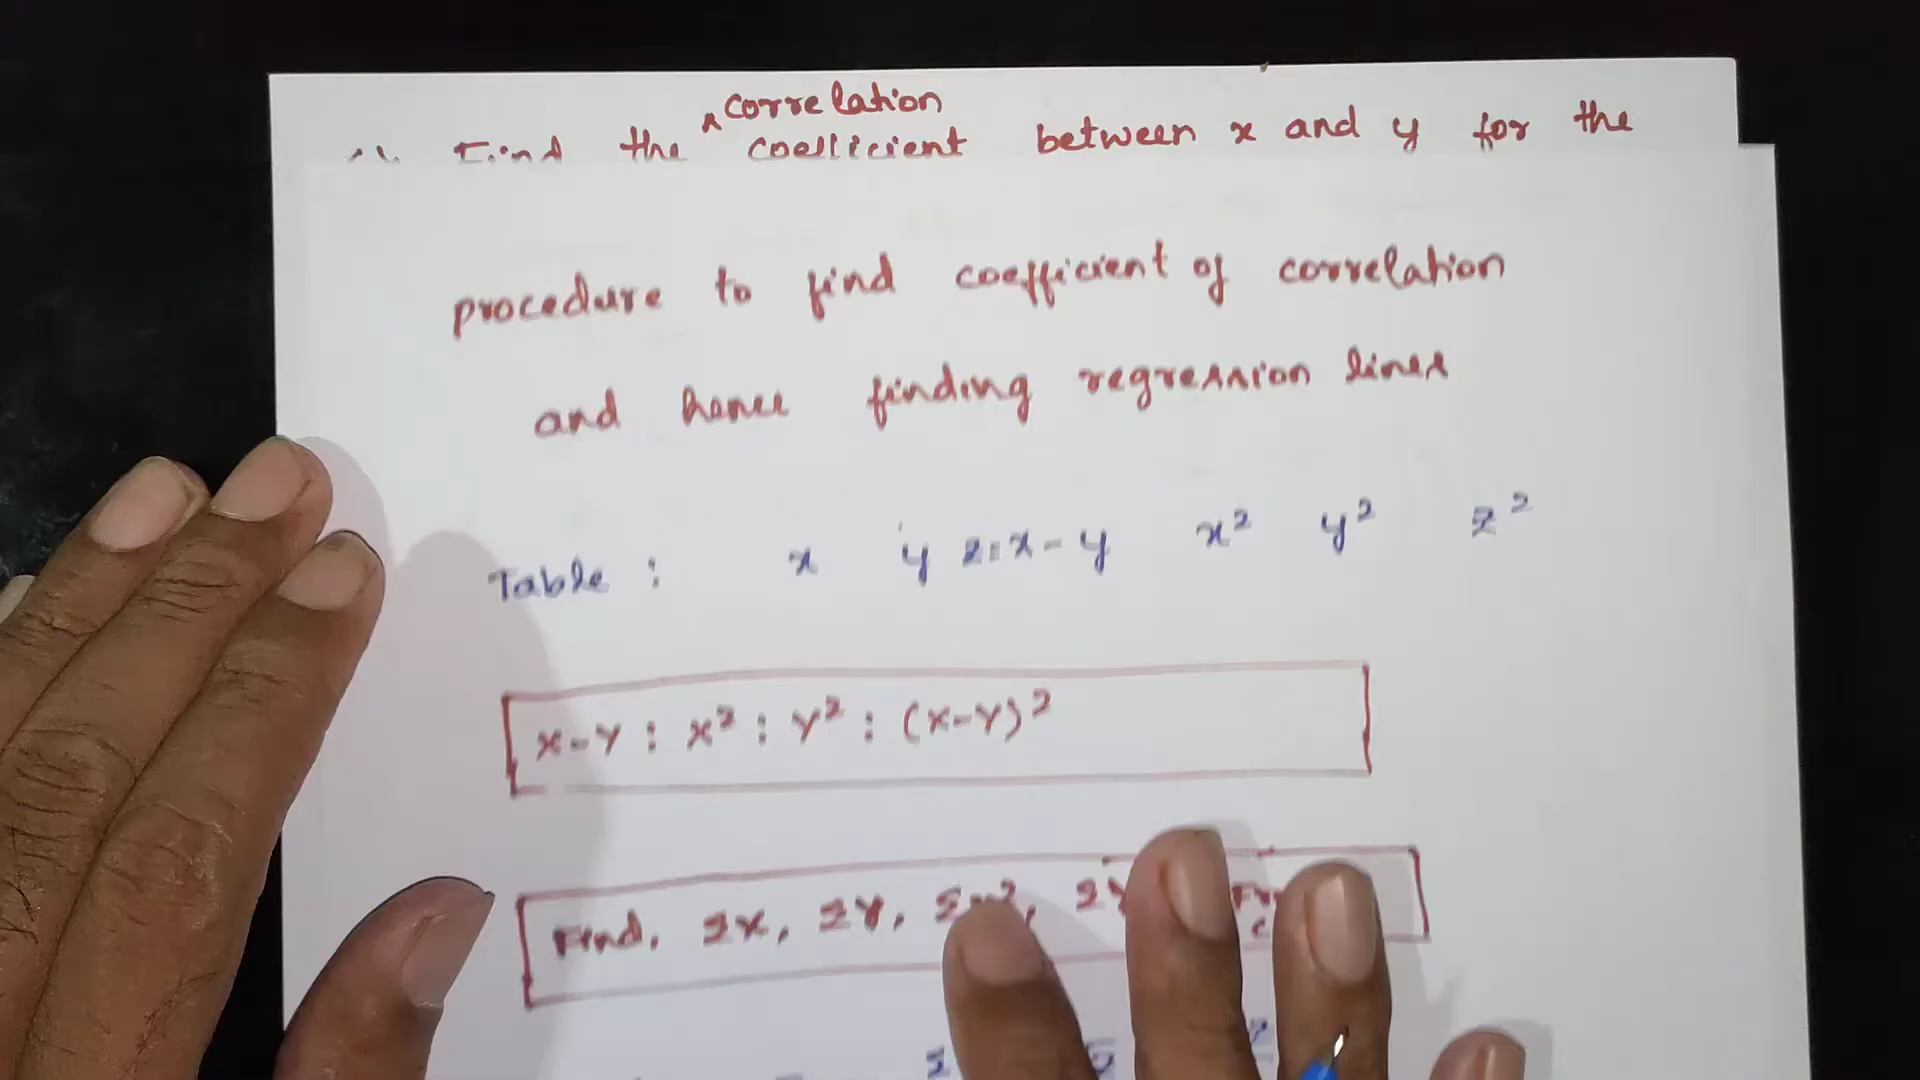 correlation
the ^ coefficient between x and y for the
procedure to find coefficient of correlation
and hence finding regression lines
Table : x y z=x-y x² y² z²
x-y : x² : y² : (x-y)²
Find, Σx, Σy,